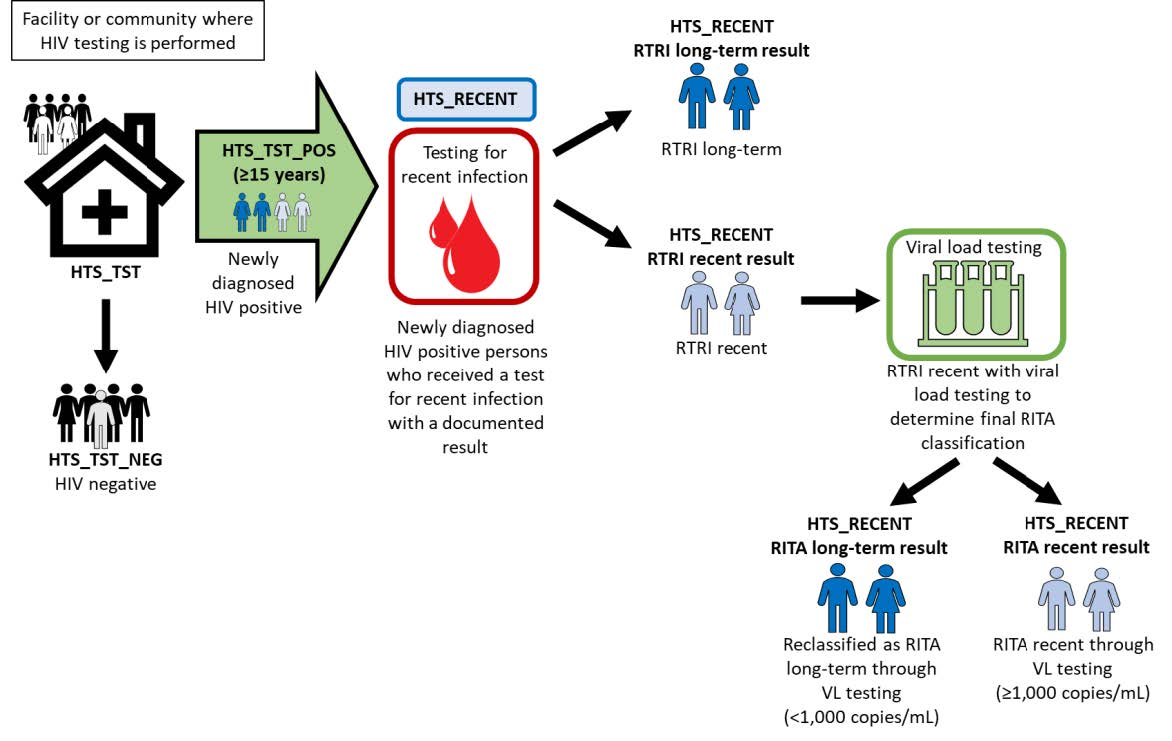 Facility or community where
HIV testing is performed
HTS_TST
HTS_TST_NEG
HIV negative
HTS_TST_POS
(≥15 years)
Newly
diagnosed
HIV positive
HTS_RECENT
Testing for
recent infection
Newly diagnosed
HIV positive persons
who received a test
for recent infection
with a documented
result
HTS_RECENT
RTRI long-term result
RTRI long-term
HTS_RECENT
RTRI recent result
RTRI recent
Viral load testing
RTRI recent with viral
load testing to
determine final RITA
classification
HTS_RECENT
RITA long-term result
Reclassified as RITA
long-term through
VL testing
(<1,000 copies/mL)
HTS_RECENT
RITA recent result
RITA recent through
VL testing
(≥1,000 copies/mL)